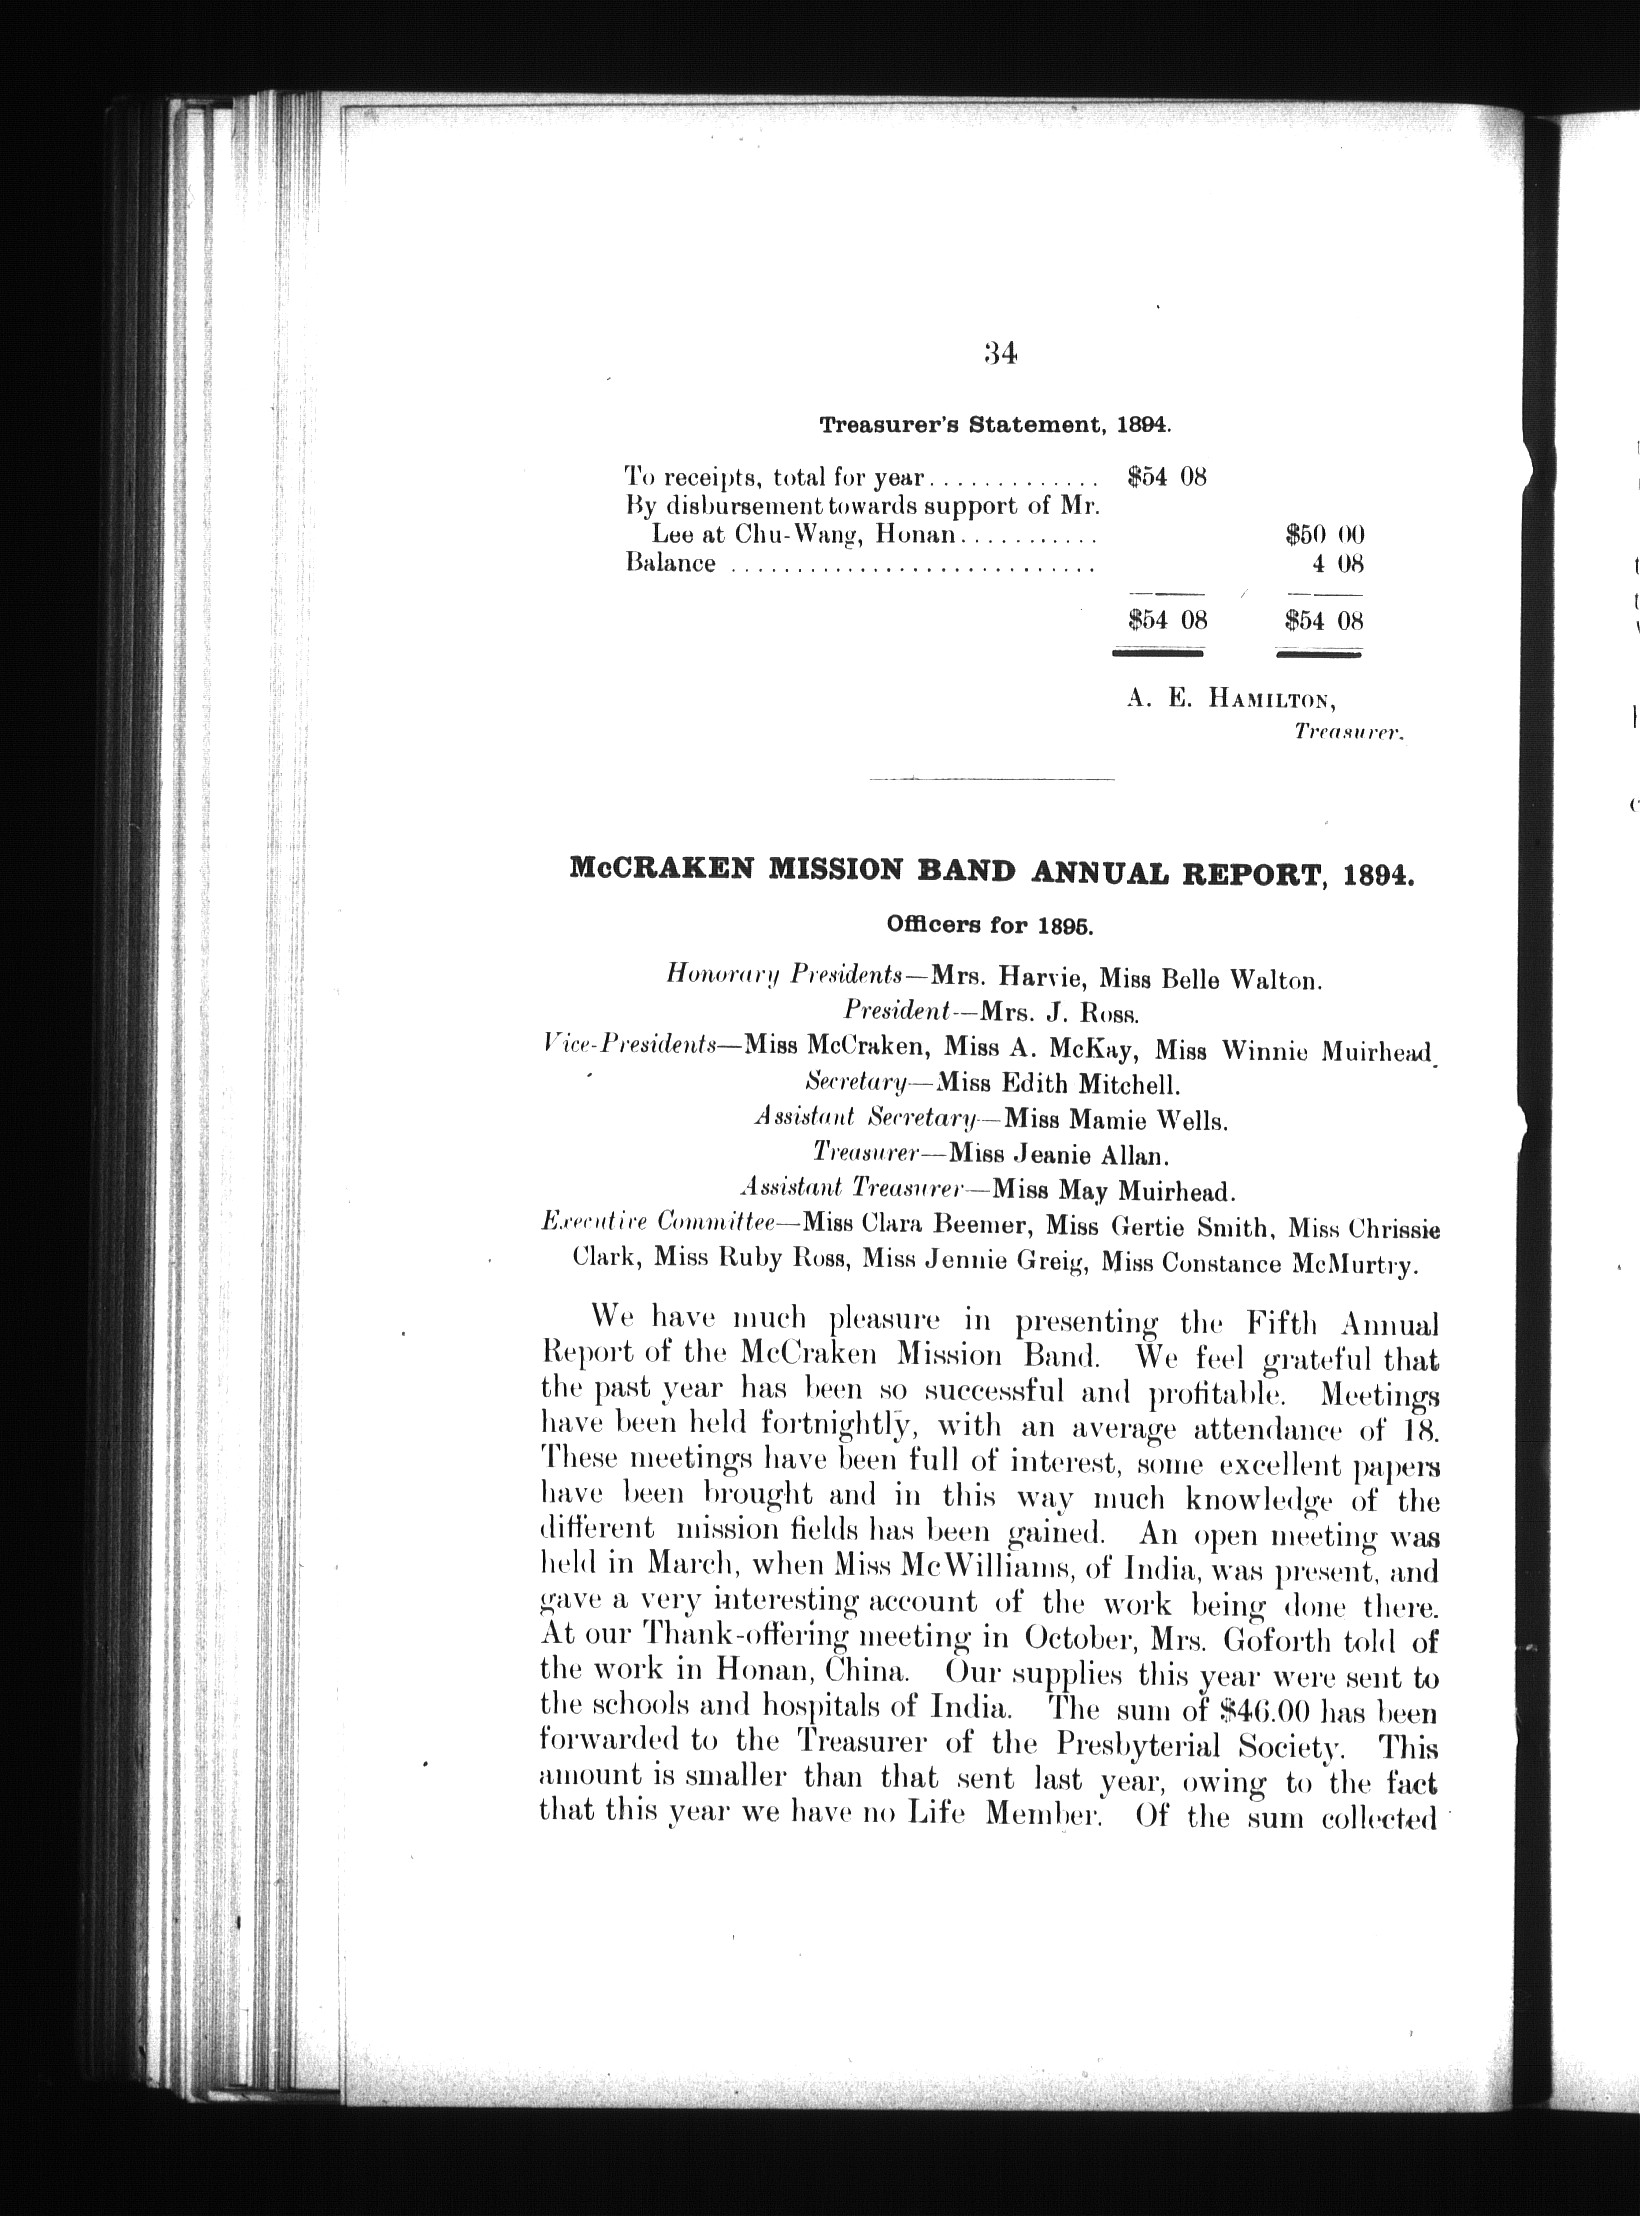 34
Treasurer's Statement, 1894.
To receipts, total for year............. $54 08
By disbursement towards support of Mr.
Lee at Chu-Wang, Honan........... $50 00
Balance ............................ 4 08
$54 08 $54 08
A. E. HAMILTON,
Treasurer.
McCRAKEN MISSION BAND ANNUAL REPORT, 1894.
Officers for 1895.
Honorary Presidents—Mrs. Harvie, Miss Belle Walton.
President—Mrs. J. Ross.
Vice-Presidents—Miss McCraken, Miss A. McKay, Miss Winnie Muirhead.
Secretary—Miss Edith Mitchell.
Assistant Secretary—Miss Mamie Wells.
Treasurer—Miss Jeanie Allan.
Assistant Treasurer—Miss May Muirhead.
Executive Committee—Miss Clara Beemer, Miss Gertie Smith, Miss Chrissie
Clark, Miss Ruby Ross, Miss Jennie Greig, Miss Constance McMurtry.
We have much pleasure in presenting the Fifth Annual
Report of the McCraken Mission Band. We feel grateful that
the past year has been so successful and profitable. Meetings
have been held fortnightly, with an average attendance of 18.
These meetings have been full of interest, some excellent papers
have been brought and in this way much knowledge of the
different mission fields has been gained. An open meeting was
held in March, when Miss McWilliams, of India, was present, and
gave a very interesting account of the work being done there.
At our Thank-offering meeting in October, Mrs. Goforth told of
the work in Honan, China. Our supplies this year were sent to
the schools and hospitals of India. The sum of $46.00 has been
forwarded to the Treasurer of the Presbyterial Society. This
amount is smaller than that sent last year, owing to the fact
that this year we have no Life Member. Of the sum collected